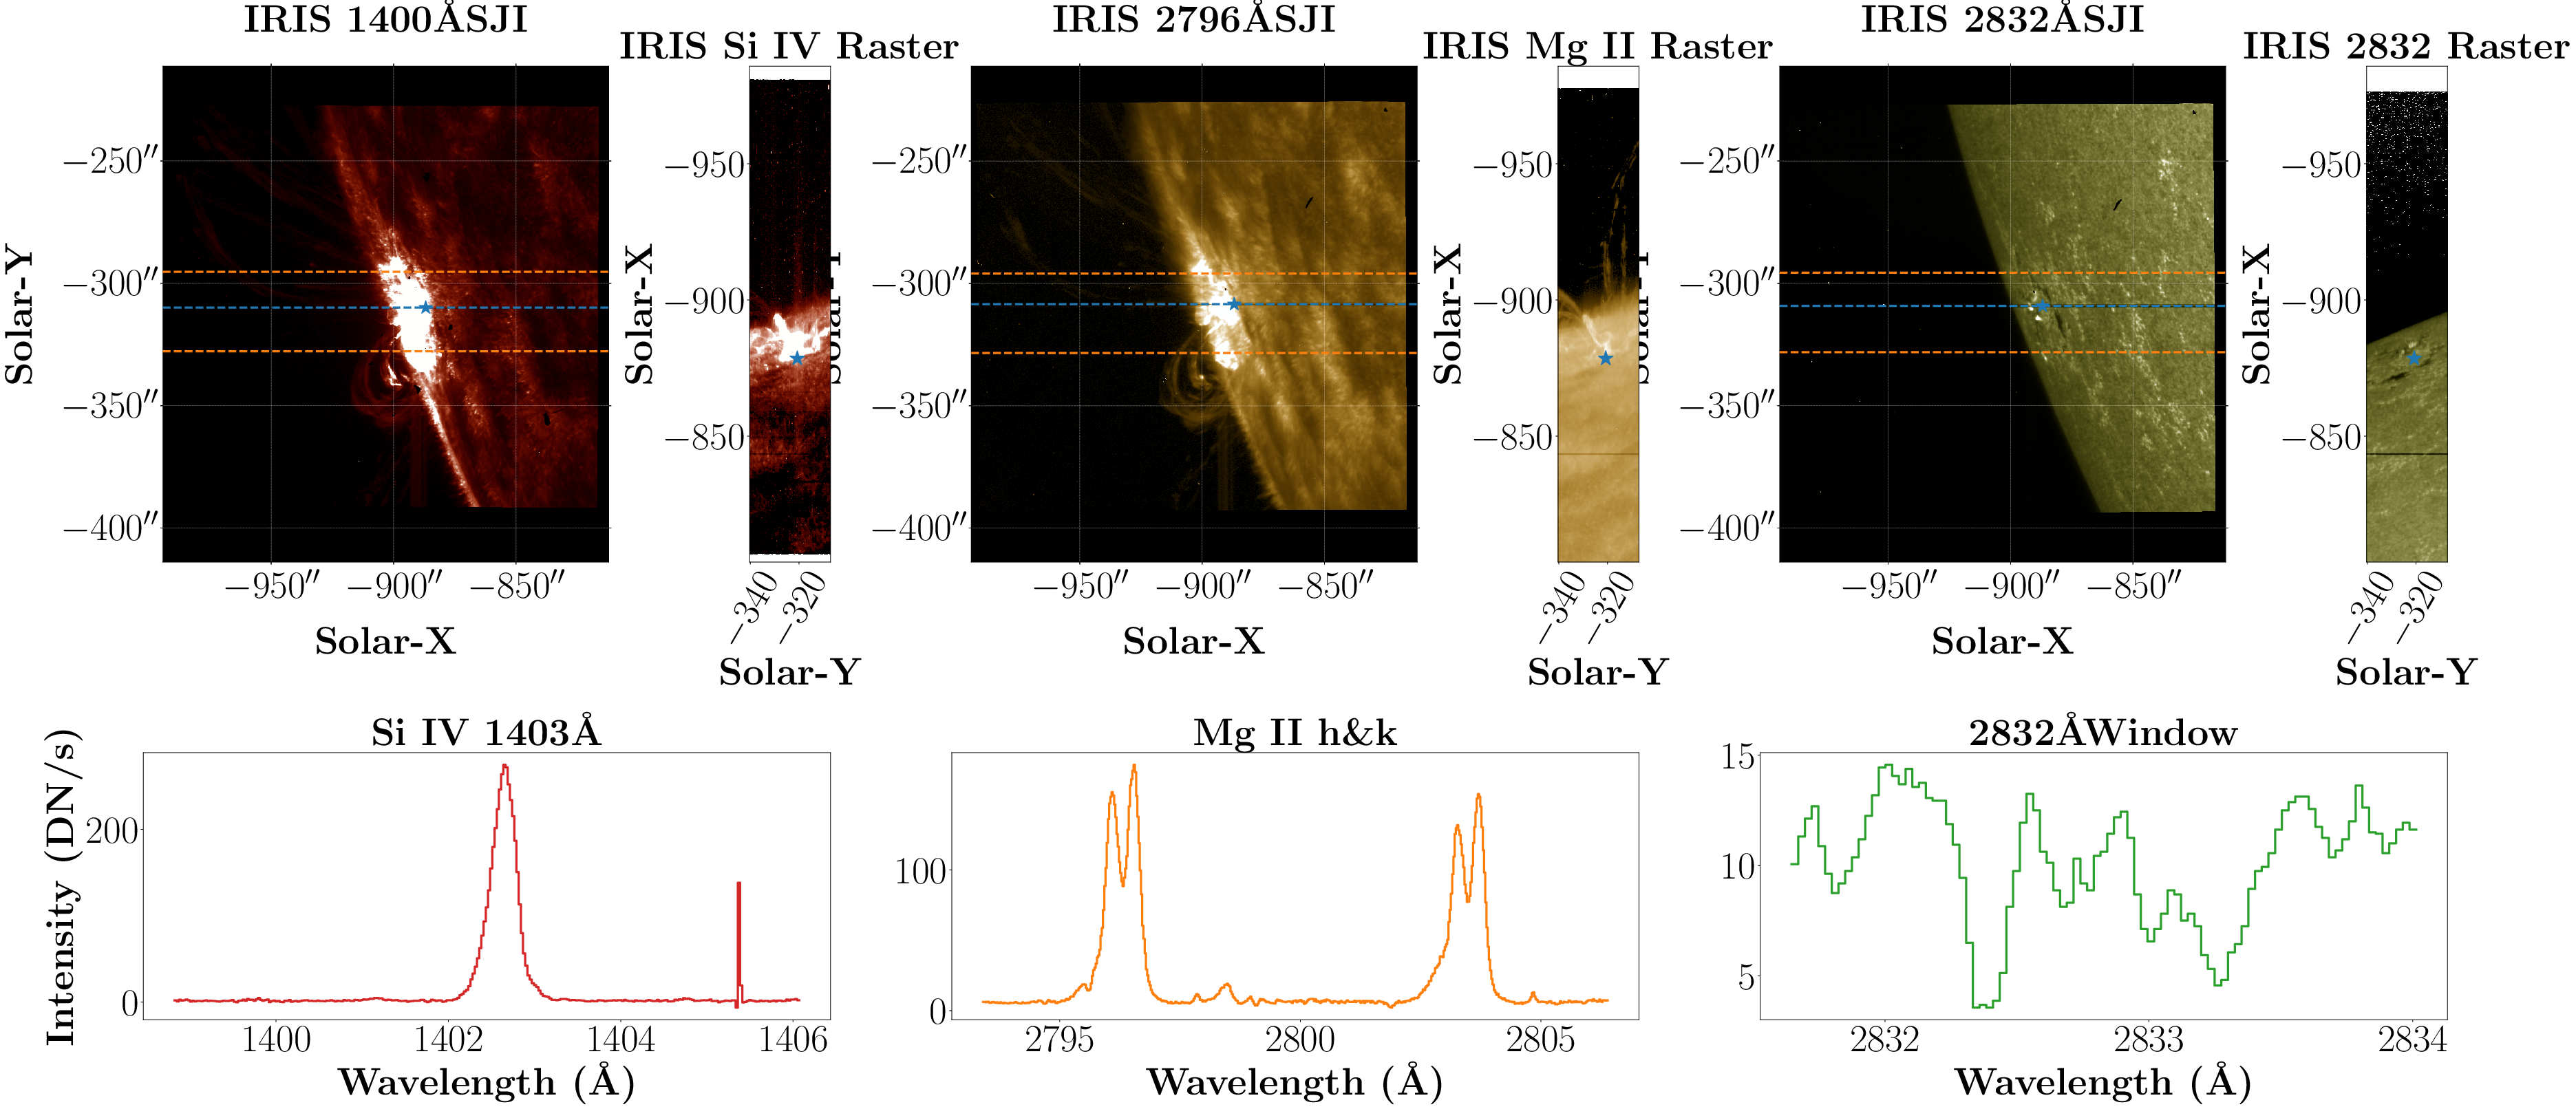 IRIS 1400ÅSJI
IRIS Si IV Raster
IRIS 2796ÅSJI
IRIS Mg II Raster
IRIS 2832ÅSJI
IRIS 2832 Raster
Solar-Y
−250″
−300″
−350″
−400″
−950″
−900″
−850″
Solar-X
Solar-X
−950
−900
−850
−340
−320
Solar-Y
−250″
−300″
−350″
−400″
−950″
−900″
−850″
Solar-X
Solar-X
−950
−900
−850
−340
−320
Solar-Y
−250″
−300″
−350″
−400″
−950″
−900″
−850″
Solar-X
Solar-X
−950
−900
−850
−340
−320
Solar-Y
Si IV 1403Å
Intensity (DN/s)
200
0
1400
1402
1404
1406
Wavelength (Å)
Mg II h&k
100
0
2795
2800
2805
Wavelength (Å)
2832ÅWindow
15
10
5
2832
2833
2834
Wavelength (Å)